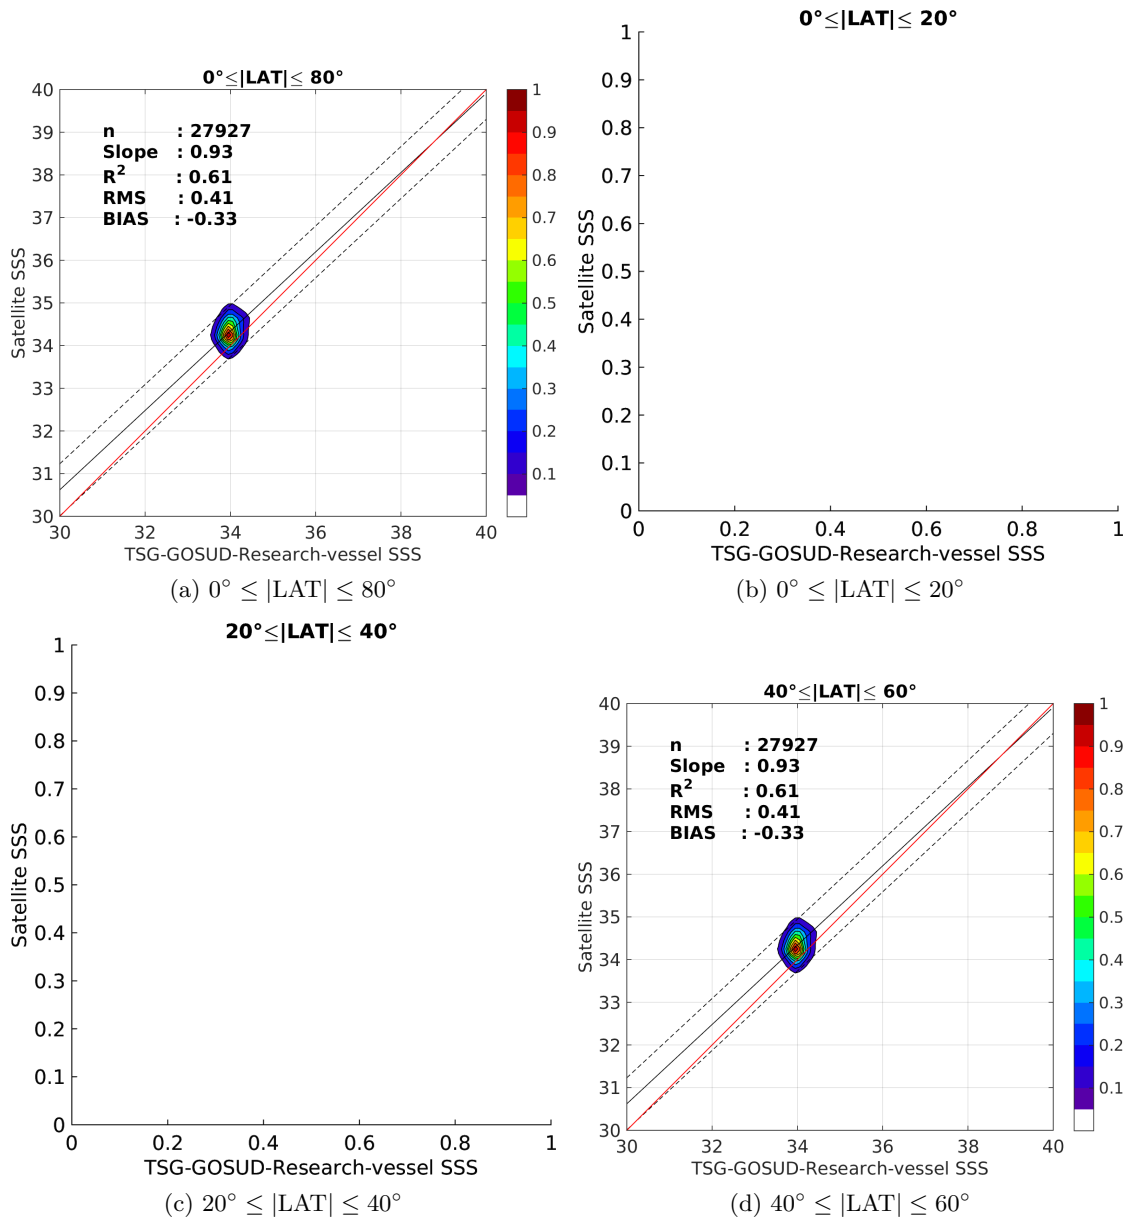 0°≤|LAT|≤ 80°
40
39
38
37
36
35
34
33
32
31
30
n : 27927
Slope : 0.93
R² : 0.61
RMS : 0.41
BIAS : -0.33
1
0.9
0.8
0.7
0.6
0.5
0.4
0.3
0.2
0.1
30 32 34 36 38 40
Satellite SSS
TSG-GOSUD-Research-vessel SSS
(a) 0° ≤ |LAT| ≤ 80°
0°≤|LAT|≤ 20°
1
0.9
0.8
0.7
0.6
0.5
0.4
0.3
0.2
0.1
0
0 0.2 0.4 0.6 0.8 1
Satellite SSS
TSG-GOSUD-Research-vessel SSS
(b) 0° ≤ |LAT| ≤ 20°
20°≤|LAT|≤ 40°
1
0.9
0.8
0.7
0.6
0.5
0.4
0.3
0.2
0.1
0
0 0.2 0.4 0.6 0.8 1
Satellite SSS
TSG-GOSUD-Research-vessel SSS
(c) 20° ≤ |LAT| ≤ 40°
40°≤|LAT|≤ 60°
40
39
38
37
36
35
34
33
32
31
30
n : 27927
Slope : 0.93
R² : 0.61
RMS : 0.41
BIAS : -0.33
1
0.9
0.8
0.7
0.6
0.5
0.4
0.3
0.2
0.1
30 32 34 36 38 40
Satellite SSS
TSG-GOSUD-Research-vessel SSS
(d) 40° ≤ |LAT| ≤ 60°